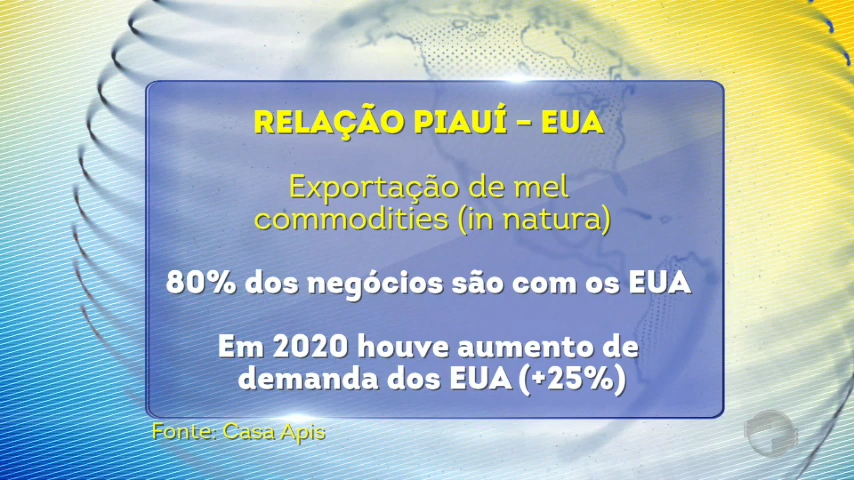 RELAÇÃO PIAUÍ – EUA
Exportação de mel
commodities (in natura)
80% dos negócios são com os EUA
Em 2020 houve aumento de
demanda dos EUA (+25%)
Fonte: Casa Apis